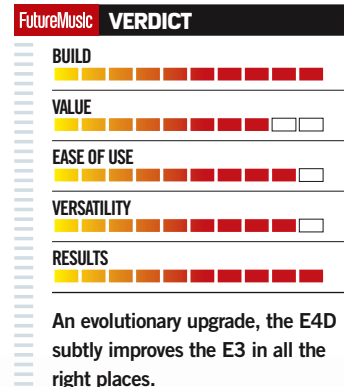 FutureMusic VERDICT
BUILD
VALUE
EASE OF USE
VERSATILITY
RESULTS
An evolutionary upgrade, the E4D
subtly improves the E3 in all the
right places.